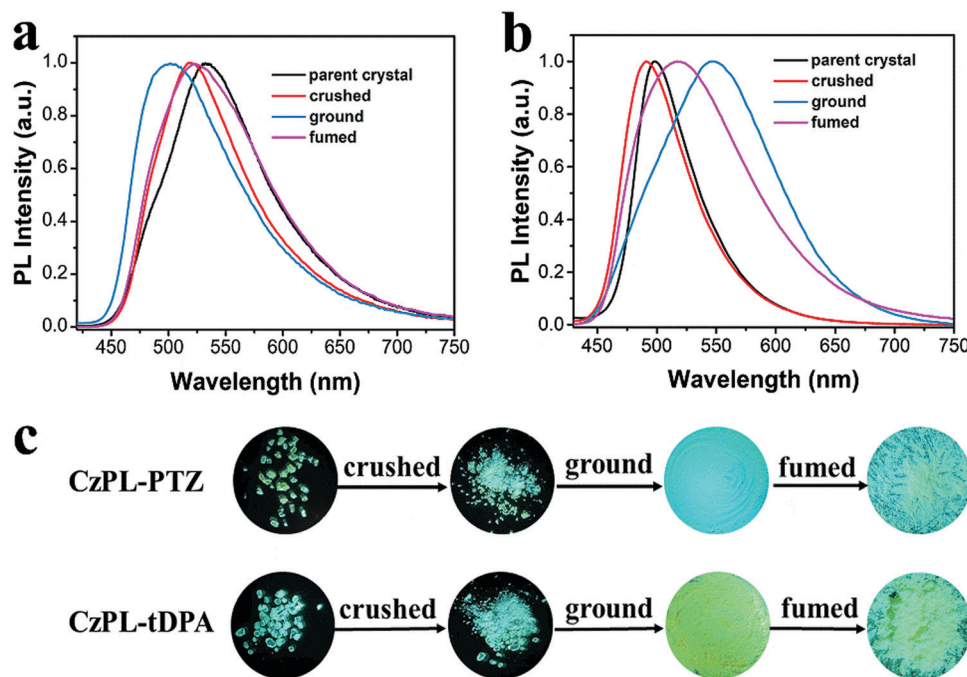 a
PL Intensity (a.u.)
1.0
0.8
0.6
0.4
0.2
0.0
parent crystal
crushed
ground
fumed
450 500 550 600 650 700 750
Wavelength (nm)
b
PL Intensity (a.u.)
1.0
0.8
0.6
0.4
0.2
0.0
parent crystal
crushed
ground
fumed
450 500 550 600 650 700 750
Wavelength (nm)
c
CzPL-PTZ crushed ground fumed
CzPL-tDPA crushed ground fumed